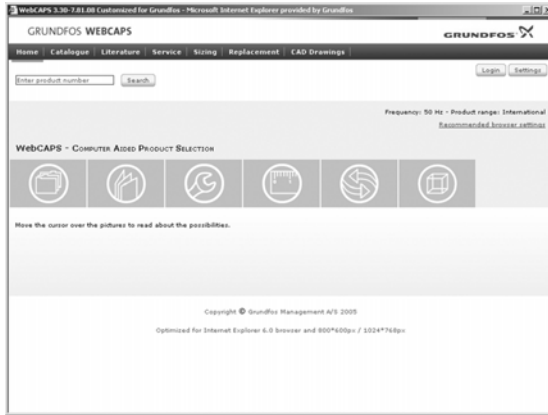 WebCAPS 3.30-7.01.00 Customized for Grundfos - Microsoft Internet Explorer provided by Grundfos
GRUNDFOS WEBCAPS
GRUNDFOS
Home | Catalogue | Literature | Service | Sizing | Replacement | CAD Drawings |
Login Settings
Enter product number Search
Frequency: 50 Hz - Product range: International
Recommended browser settings
WebCAPS - Computer Aided Product Selection
Move the cursor over the pictures to read about the possibilities.
Copyright © Grundfos Management A/S 2005
Optimized for Internet Explorer 6.0 browser and 800*600px / 1024*768px